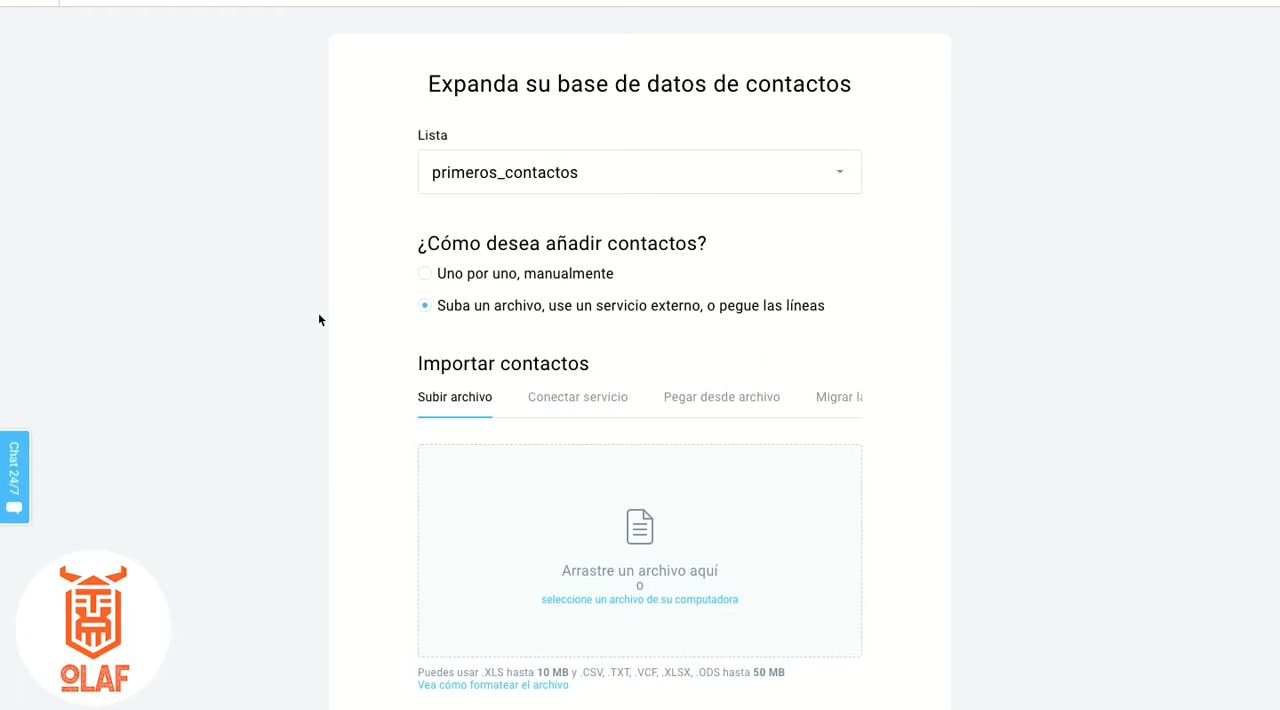 Expanda su base de datos de contactos
Lista
primeros_contactos
¿Cómo desea añadir contactos?
Uno por uno, manualmente
Suba un archivo, use un servicio externo, o pegue las líneas
Importar contactos
Subir archivo Conectar servicio Pegar desde archivo Migrar
Arrastre un archivo aquí
o
seleccione un archivo de su computadora
Puedes usar .XLS hasta 10 MB y .CSV, .TXT, .VCF, .XLSX, .ODS hasta 50 MB
Vea cómo formatear el archivo
Chat 24/7
OLAF